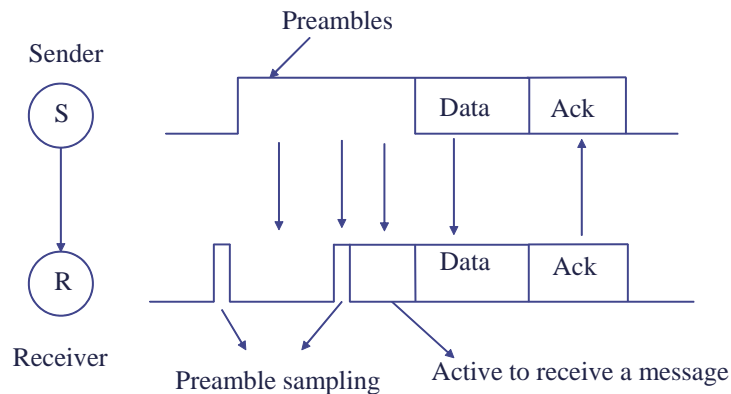 Preambles
Sender
S
Data
Ack
R
Data
Ack
Receiver
Preamble sampling
Active to receive a message